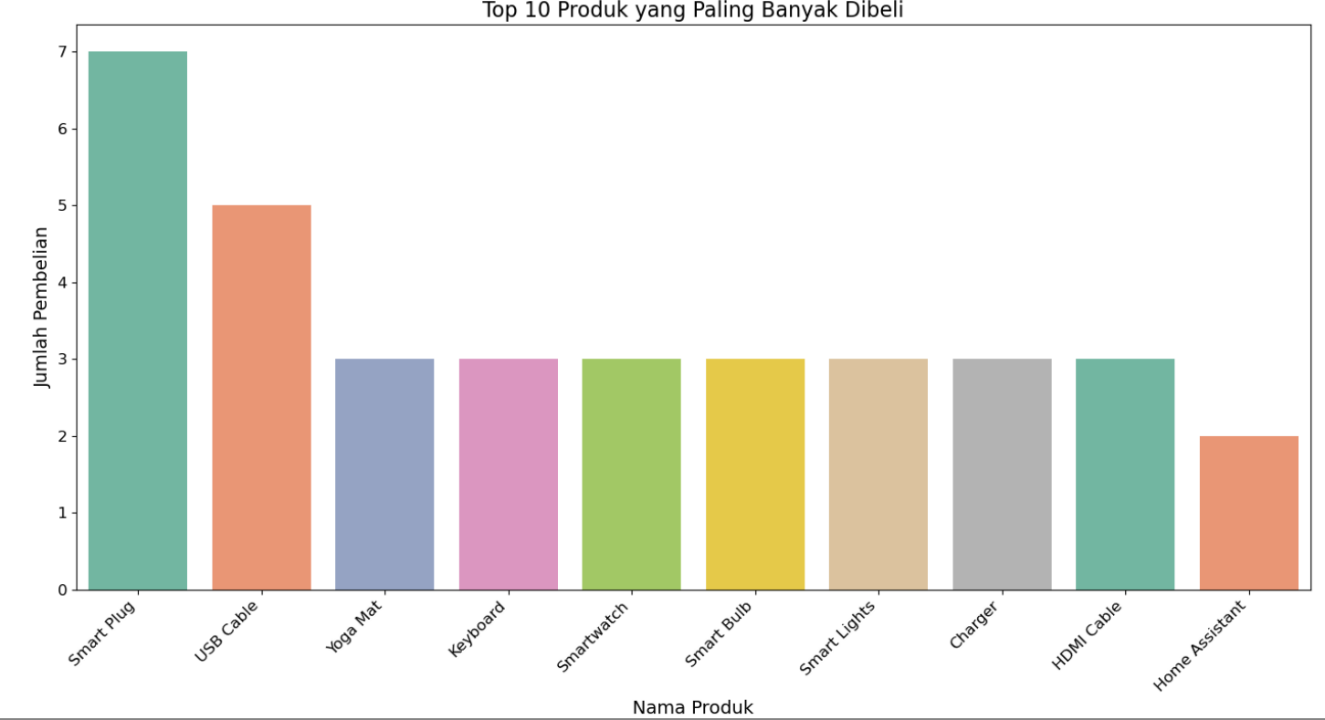 Top 10 Produk yang Paling Banyak Dibeli
Jumlah Pembelian
7
6
5
4
3
2
1
0
Smart Plug
USB Cable
Yoga Mat
Keyboard
Smartwatch
Smart Bulb
Smart Lights
Charger
HDMI Cable
Home Assistant
Nama Produk